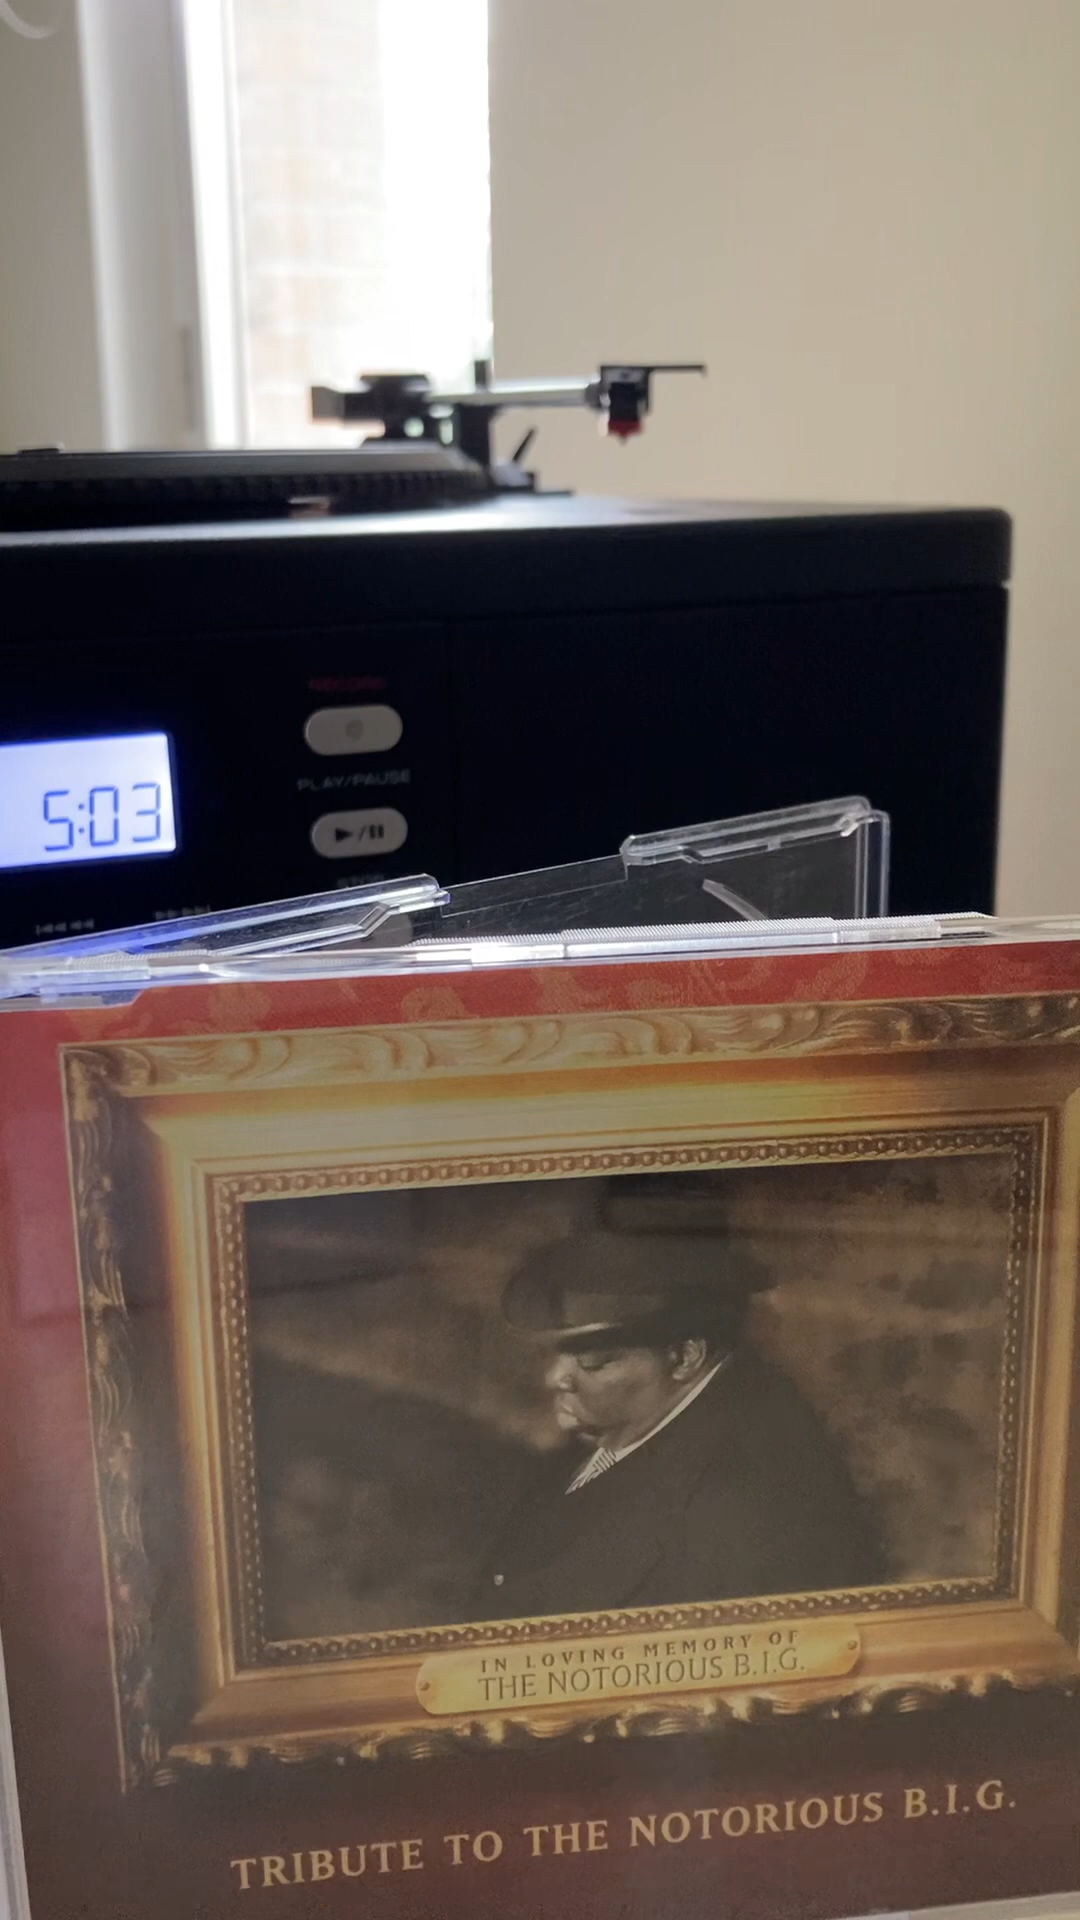 RECORD
PLAY/PAUSE
5:03
IN LOVING MEMORY OF
THE NOTORIOUS B.I.G.
TRIBUTE TO THE NOTORIOUS B.I.G.